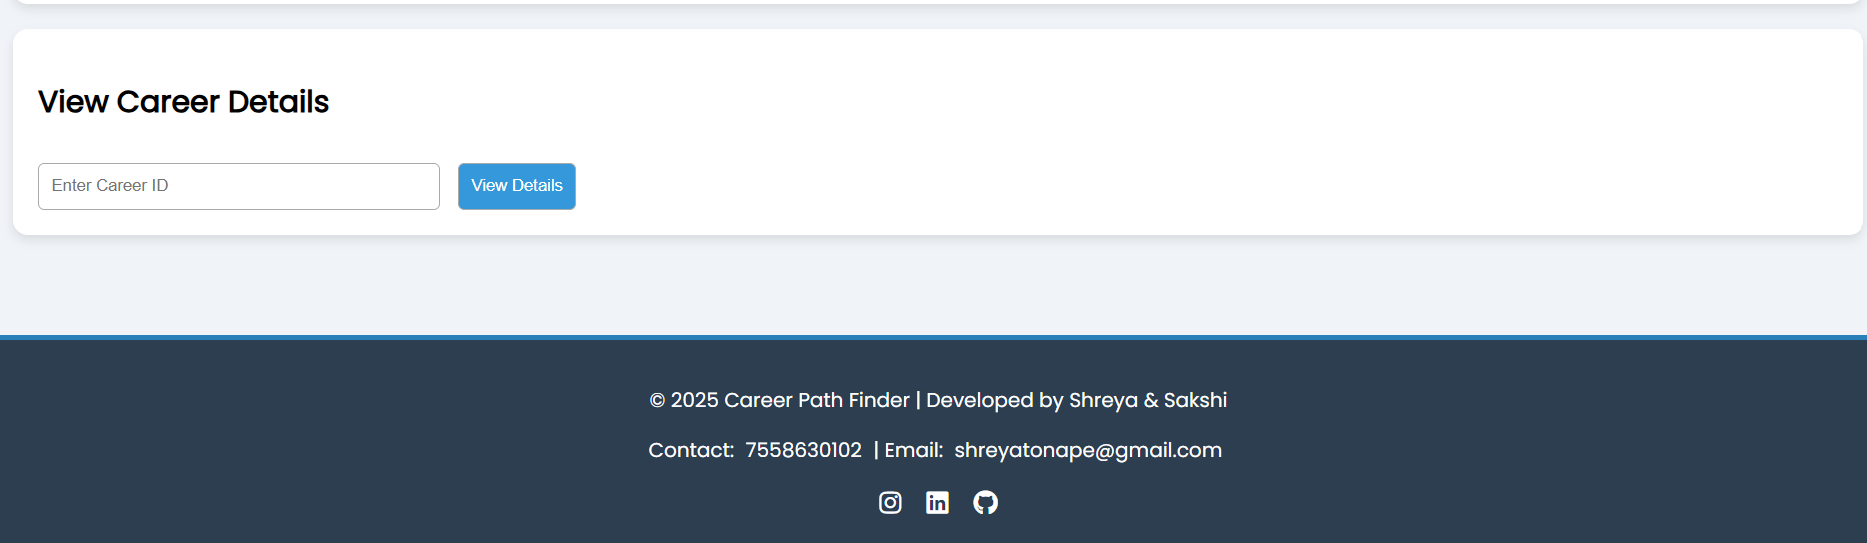 View Career Details
Enter Career ID
View Details
© 2025 Career Path Finder | Developed by Shreya & Sakshi
Contact: 7558630102 | Email: shreyatonape@gmail.com